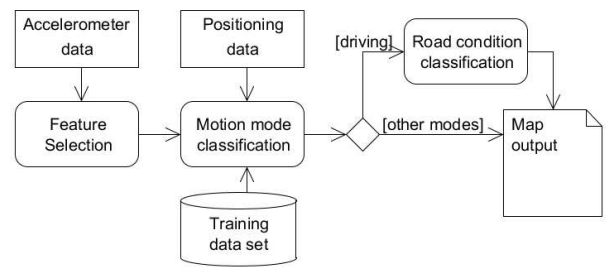 Accelerometer
data
Positioning
data
[driving]
Road condition
classification
Feature
Selection
Motion mode
classification
[other modes]
Map
output
Training
data set